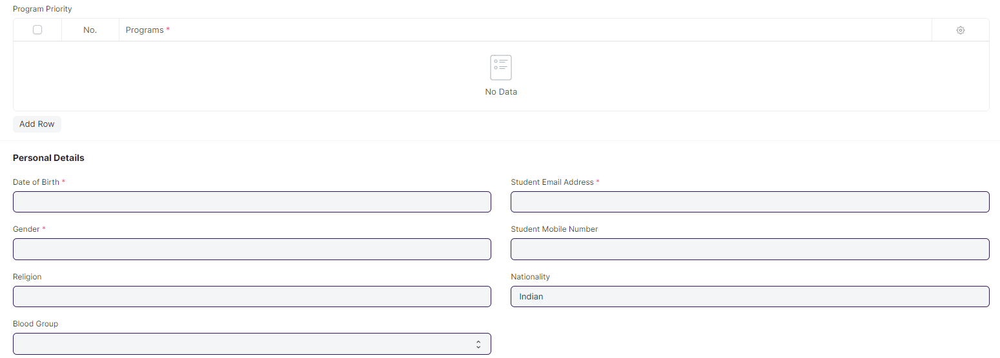 Program Priority
No. Programs *
No Data
Add Row
Personal Details
Date of Birth * Student Email Address *
Gender * Student Mobile Number
Religion Nationality
Indian
Blood Group